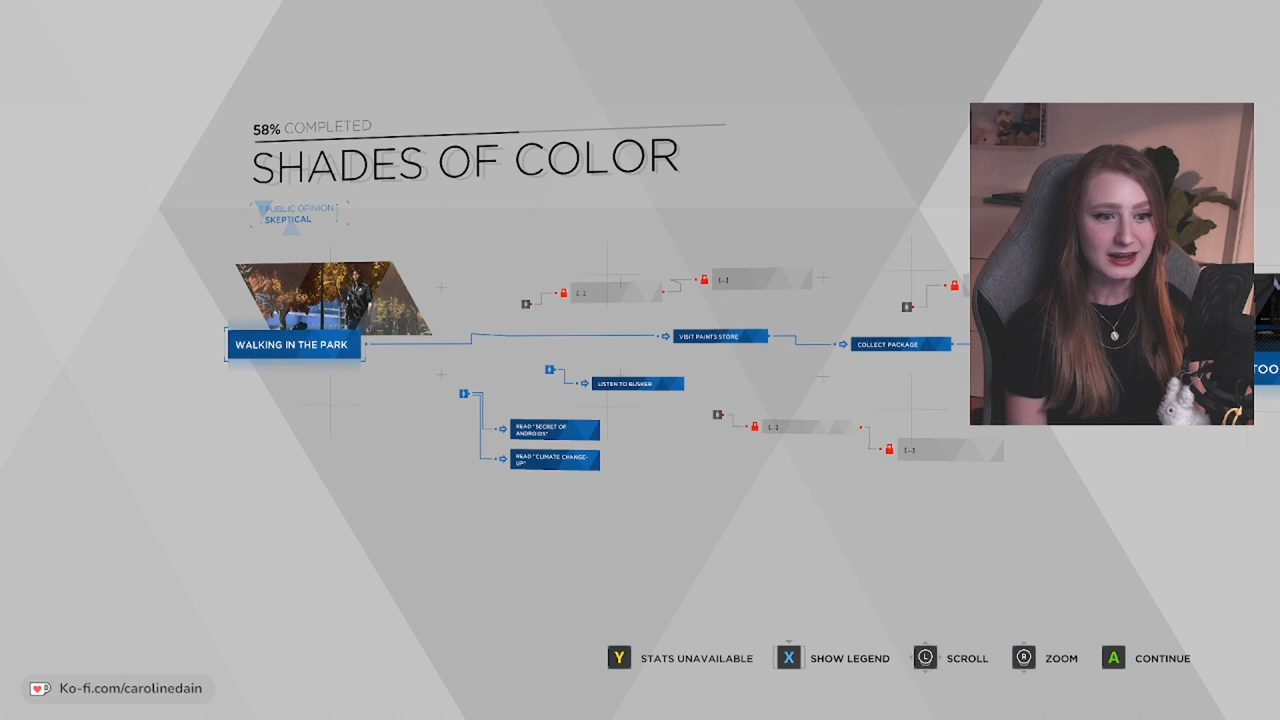 58% COMPLETED
SHADES OF COLOR
PUBLIC OPINION
SKEPTICAL
[...]
[...]
WALKING IN THE PARK
VISIT PAINTS STORE
COLLECT PACKAGE
TOO
LISTEN TO BUSKER
READ "SECRET OF
ANDROIDS"
READ "CLIMATE CHANGE-
UP"
[...]
[...]
Y STATS UNAVAILABLE
X SHOW LEGEND
L SCROLL
R ZOOM
A CONTINUE
Ko-fi.com/carolinedain